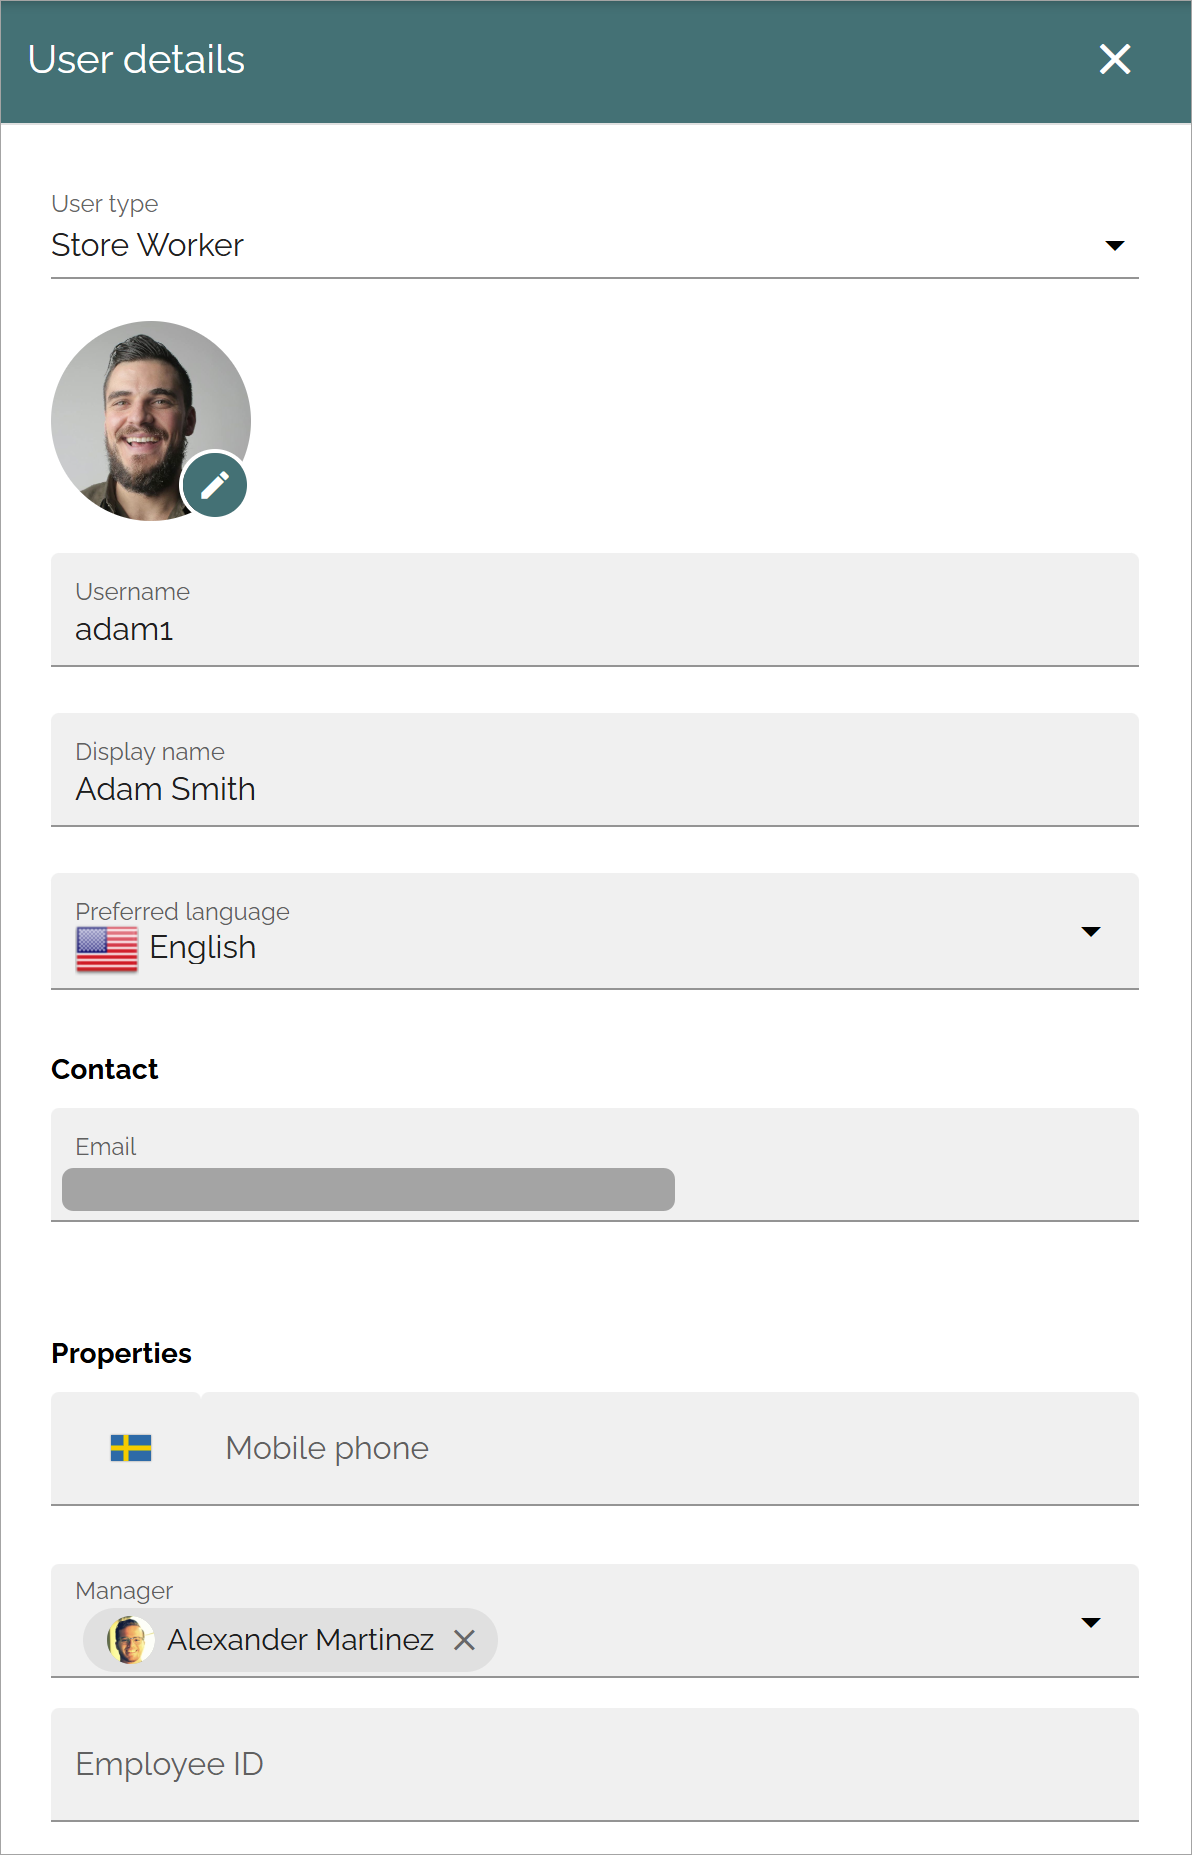 User details
User type
Store Worker
Username
adam1
Display name
Adam Smith
Preferred language
English
Contact
Email
Properties
Mobile phone
Manager
Alexander Martinez
Employee ID